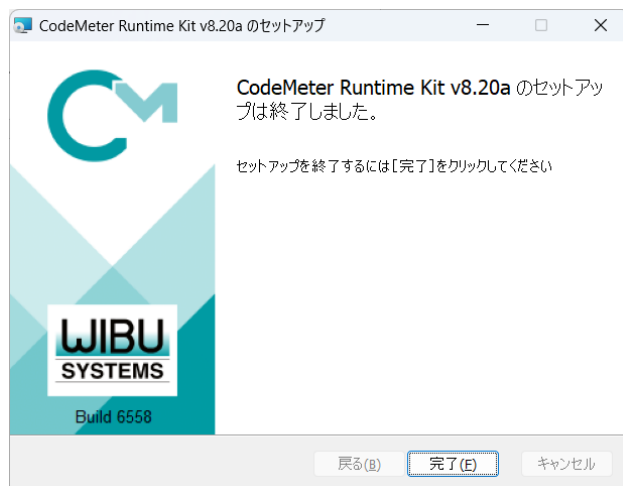 CodeMeter Runtime Kit v8.20a のセットアップ
CM
CodeMeter Runtime Kit v8.20a のセットアッ
プは終了しました。
セットアップを終了するには[完了]をクリックしてください
WIBU
SYSTEMS
Build 6558
戻る(B)
完了(F)
キャンセル